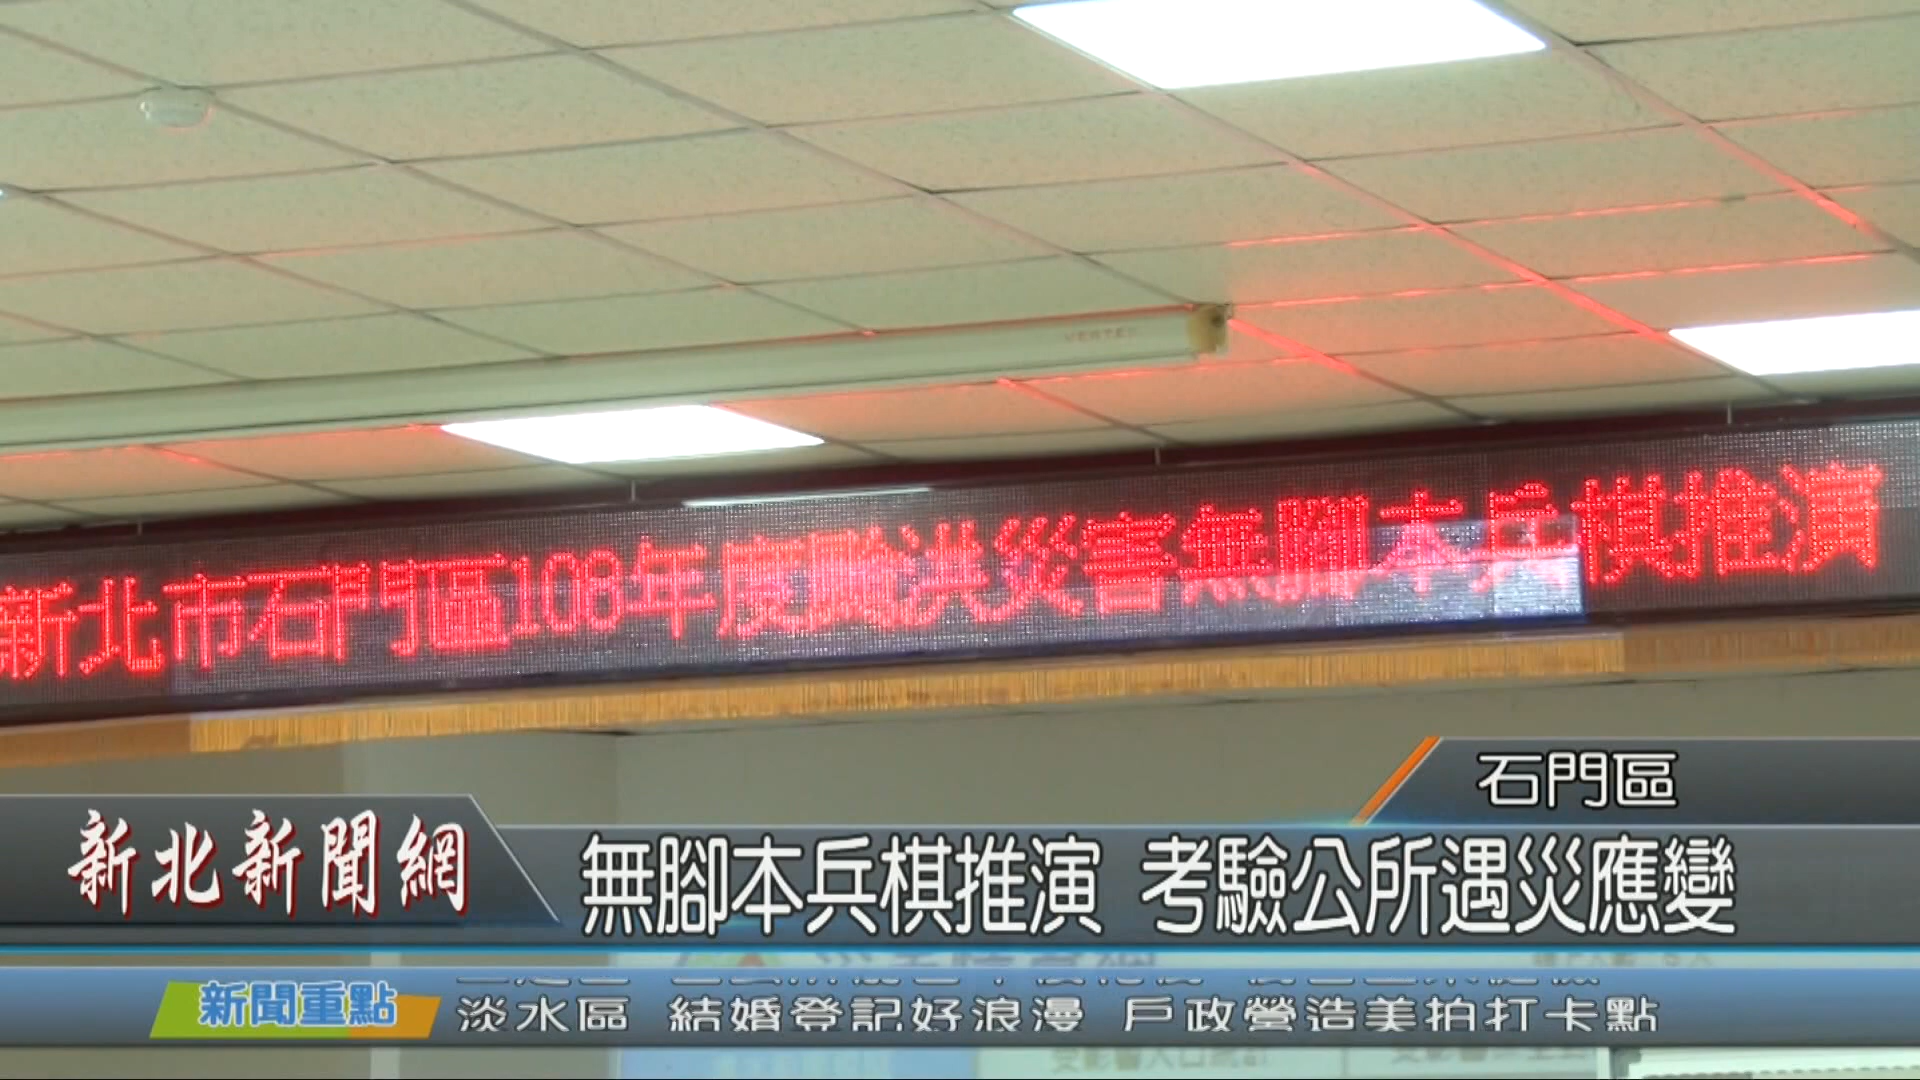 VERTEX
新北市石門區108年度颱洪災害無腳本兵棋推演
石門區
新北新聞網
無腳本兵棋推演 考驗公所遇災應變
新聞重點
淡水區 結婚登記好浪漫 戶政營造美拍打卡點